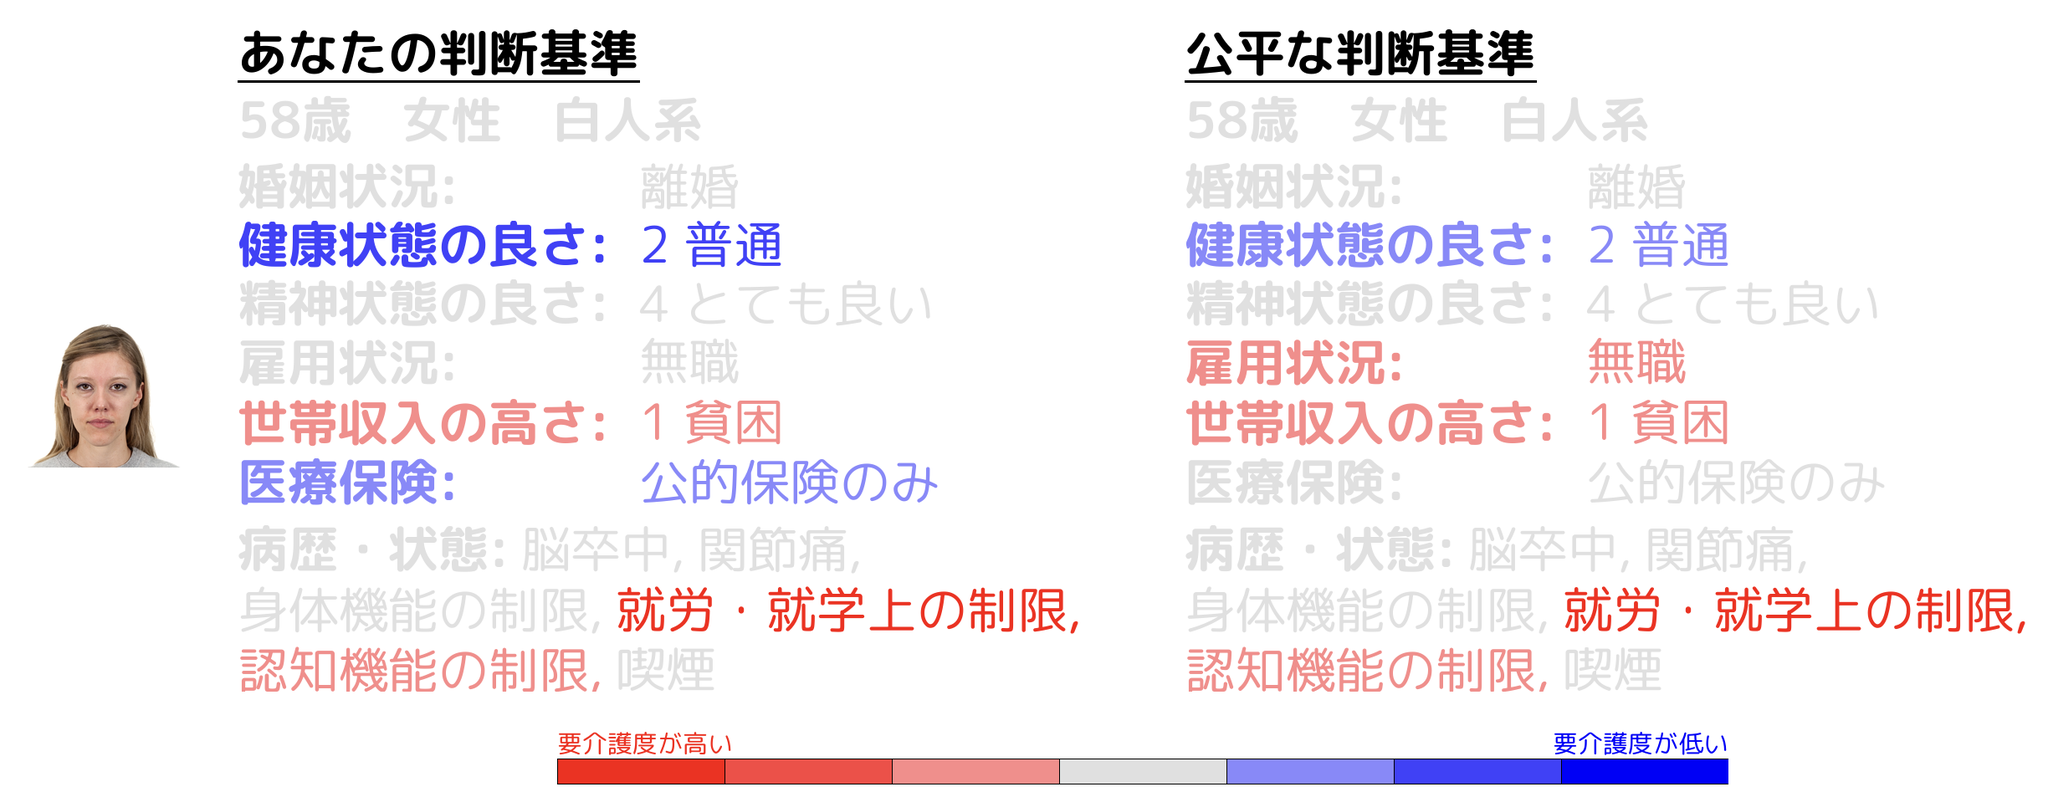 あなたの判断基準
58歳　女性　白人系
婚姻状況: 離婚
健康状態の良さ: 2 普通
精神状態の良さ: 4 とても良い
雇用状況: 無職
世帯収入の高さ: 1 貧困
医療保険: 公的保険のみ
病歴・状態: 脳卒中, 関節痛,
身体機能の制限, 就労・就学上の制限,
認知機能の制限, 喫煙
公平な判断基準
58歳　女性　白人系
婚姻状況: 離婚
健康状態の良さ: 2 普通
精神状態の良さ: 4 とても良い
雇用状況: 無職
世帯収入の高さ: 1 貧困
医療保険: 公的保険のみ
病歴・状態: 脳卒中, 関節痛,
身体機能の制限, 就労・就学上の制限,
認知機能の制限, 喫煙
要介護度が高い
要介護度が低い